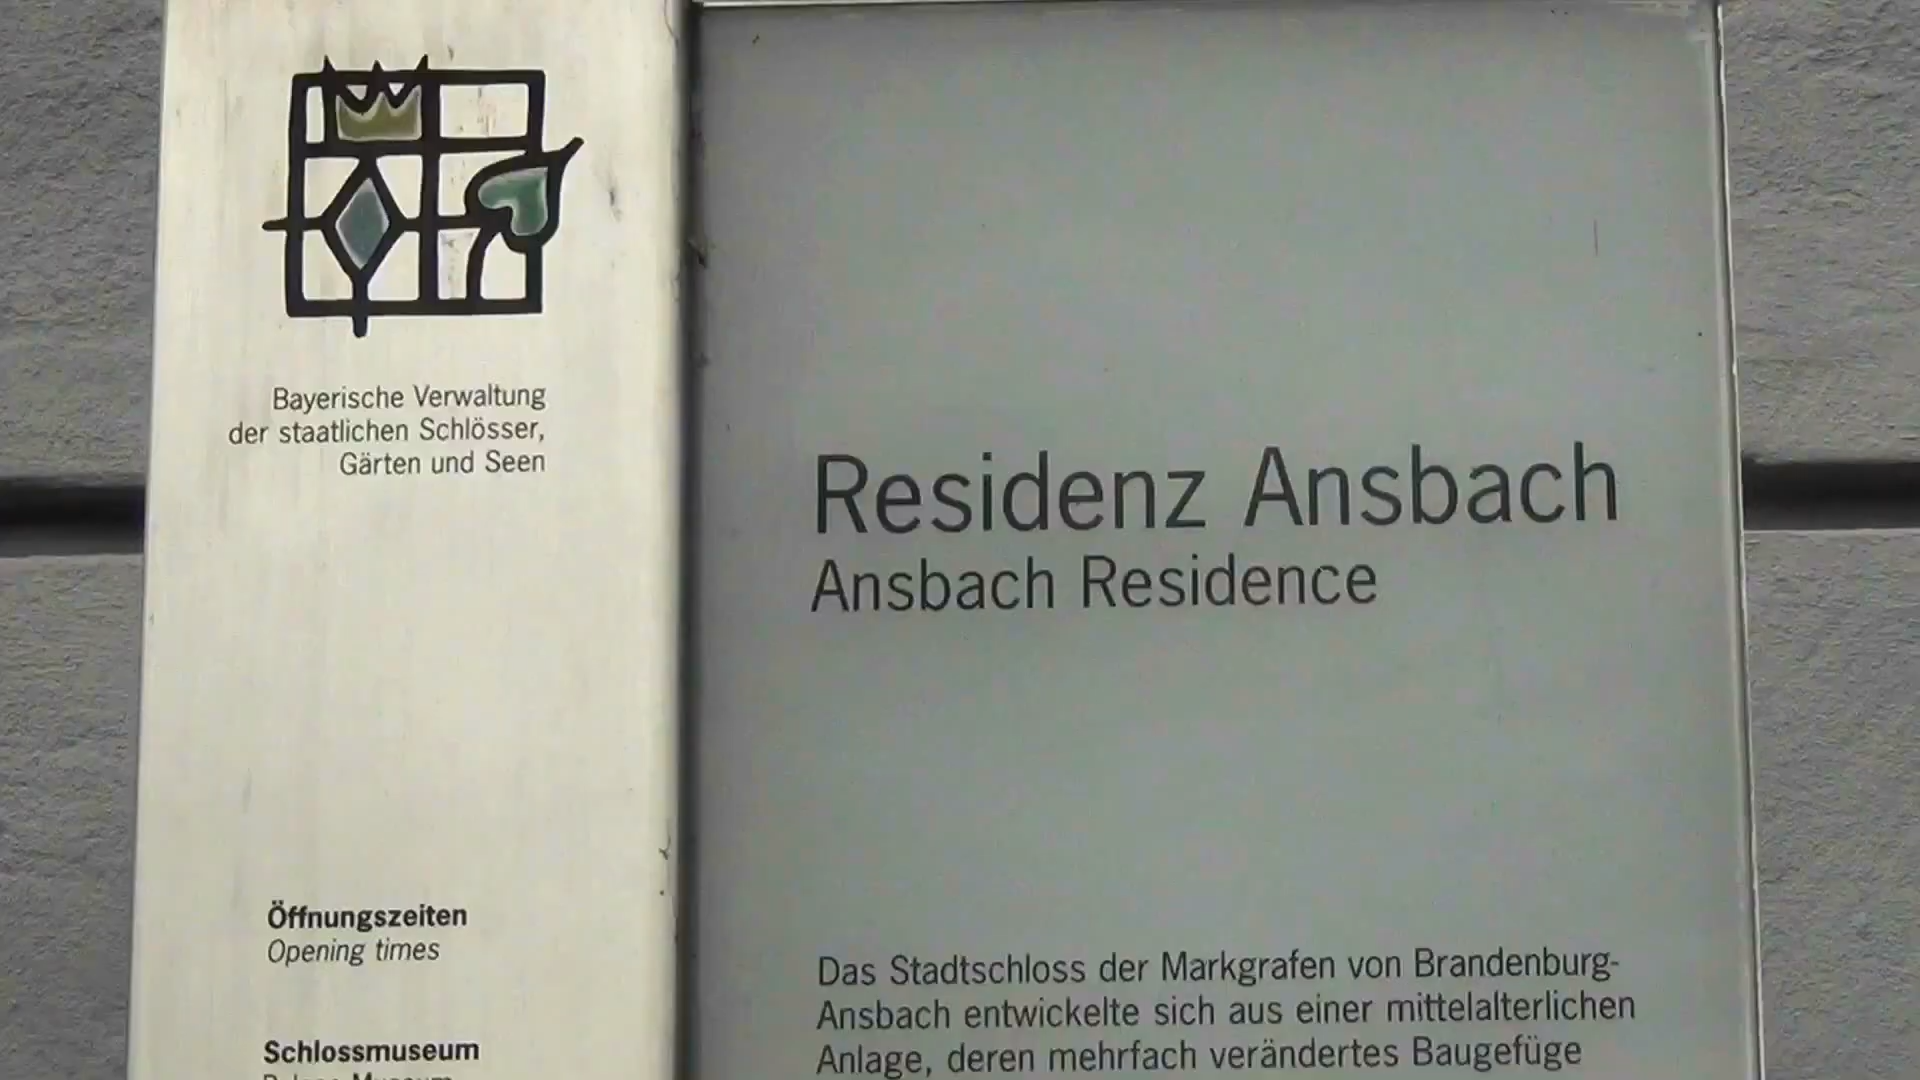 Bayerische Verwaltung
der staatlichen Schlösser,
Gärten und Seen
Öffnungszeiten
Opening times
Schlossmuseum
Residenz Ansbach
Ansbach Residence
Das Stadtschloss der Markgrafen von Brandenburg-
Ansbach entwickelte sich aus einer mittelalterlichen
Anlage, deren mehrfach verändertes Baugefüge